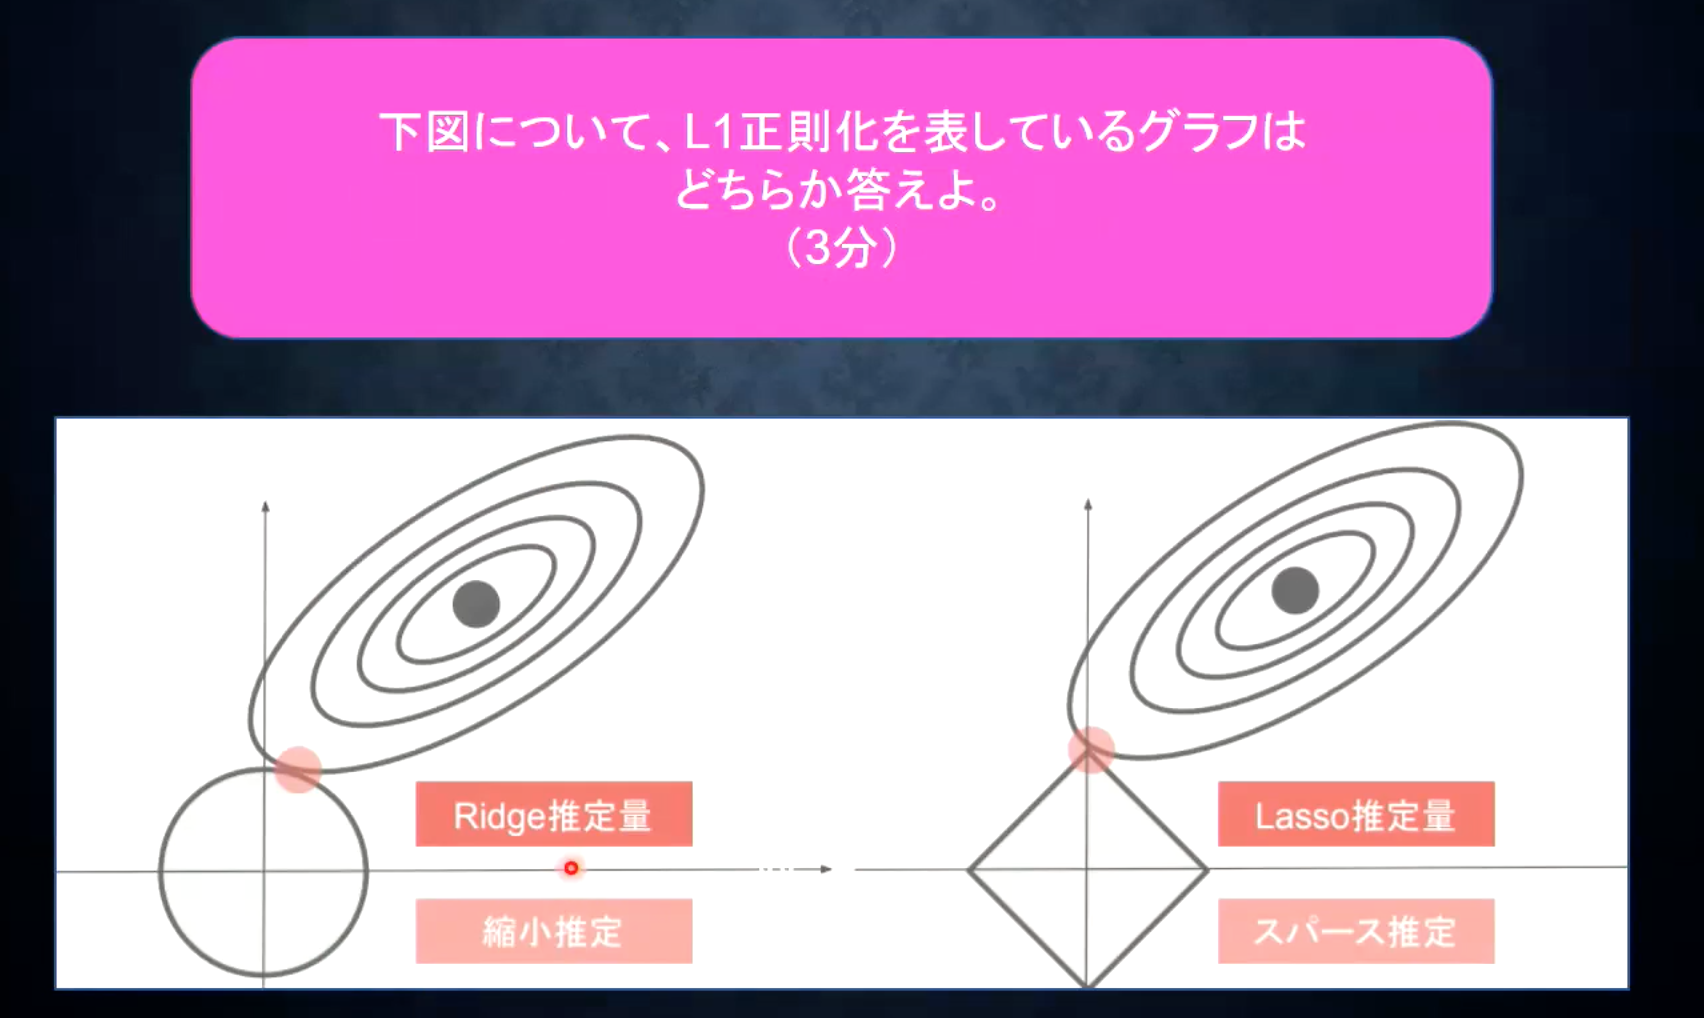 下図について、L1正則化を表しているグラフは
どちらか答えよ。
（3分）
Ridge推定量
Lasso推定量
縮小推定
スパース推定